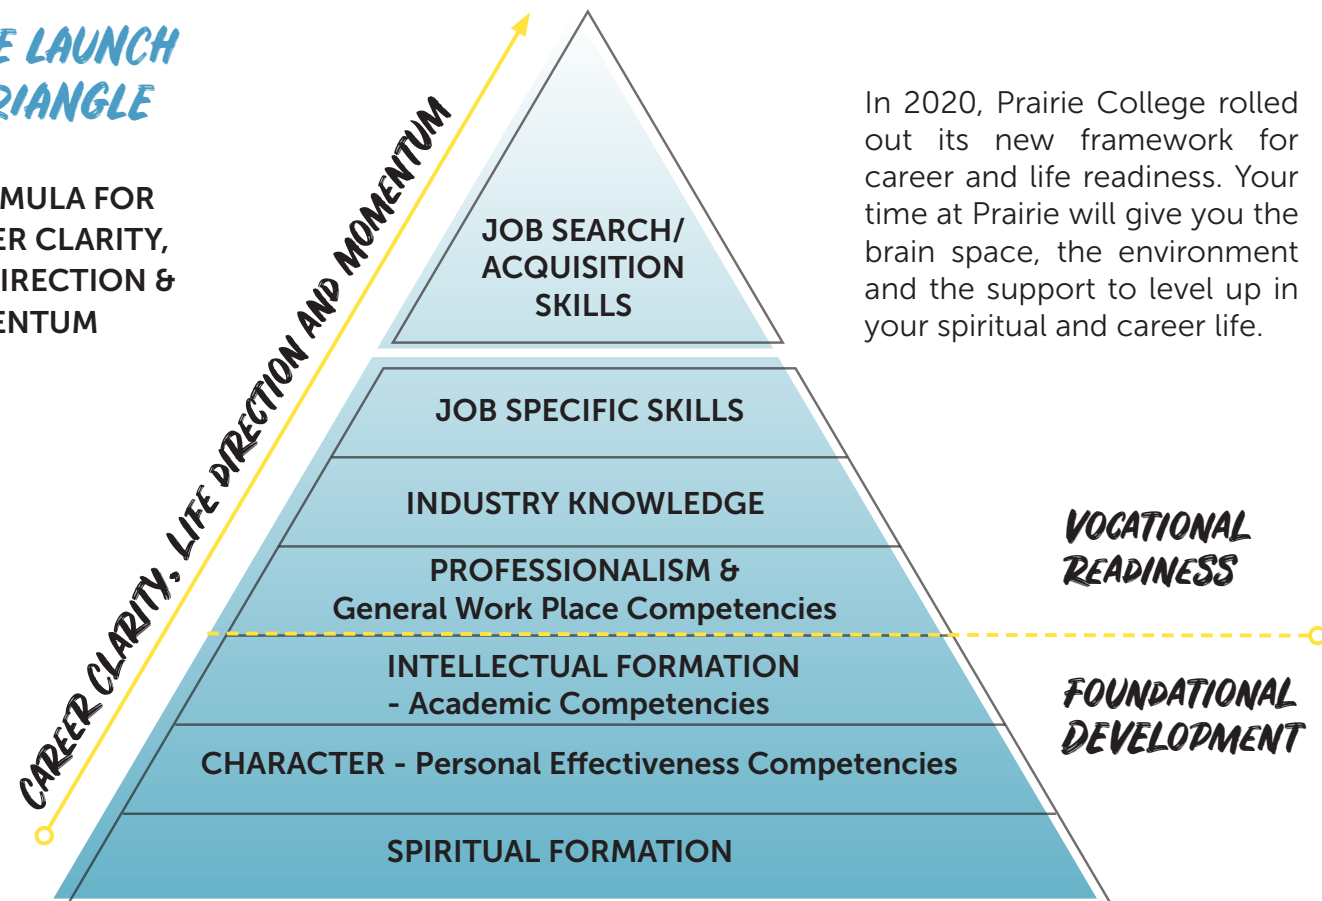 E LAUNCH
RIANGLE
MULA FOR
ER CLARITY,
IRECTION &
ENTUM
CAREER CLARITY, LIFE DIRECTION AND MOMENTUM
In 2020, Prairie College rolled
out its new framework for
career and life readiness. Your
time at Prairie will give you the
brain space, the environment
and the support to level up in
your spiritual and career life.
JOB SEARCH/
ACQUISITION
SKILLS
JOB SPECIFIC SKILLS
INDUSTRY KNOWLEDGE
PROFESSIONALISM &
General Work Place Competencies
VOCATIONAL
READINESS
INTELLECTUAL FORMATION
- Academic Competencies
CHARACTER - Personal Effectiveness Competencies
SPIRITUAL FORMATION
FOUNDATIONAL
DEVELOPMENT